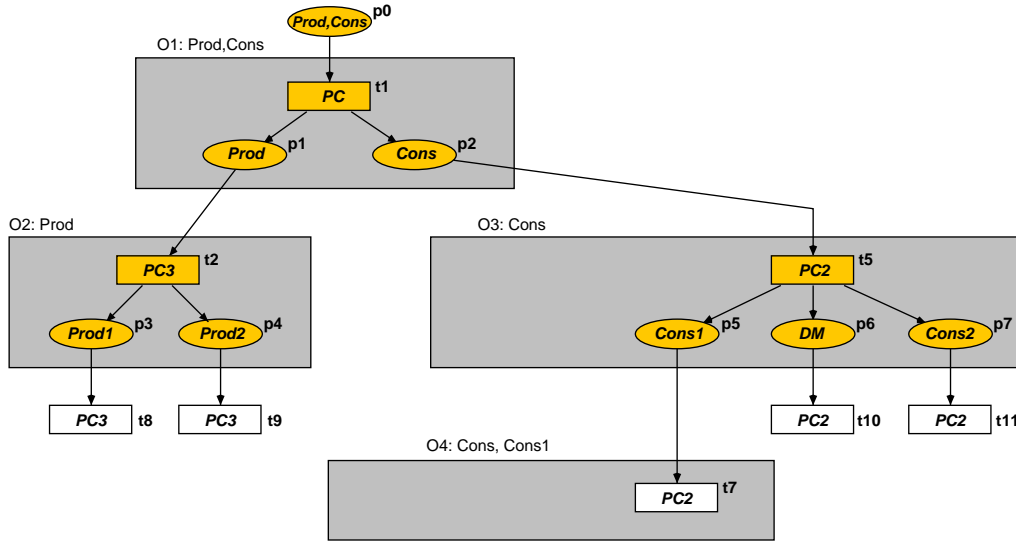 Prod,Cons p0
O1: Prod,Cons
PC t1
Prod p1 Cons p2
O2: Prod O3: Cons
PC3 t2 PC2 t5
Prod1 p3 Prod2 p4 Cons1 p5 DM p6 Cons2 p7
PC3 t8 PC3 t9 PC2 t10 PC2 t11
O4: Cons, Cons1
PC2 t7